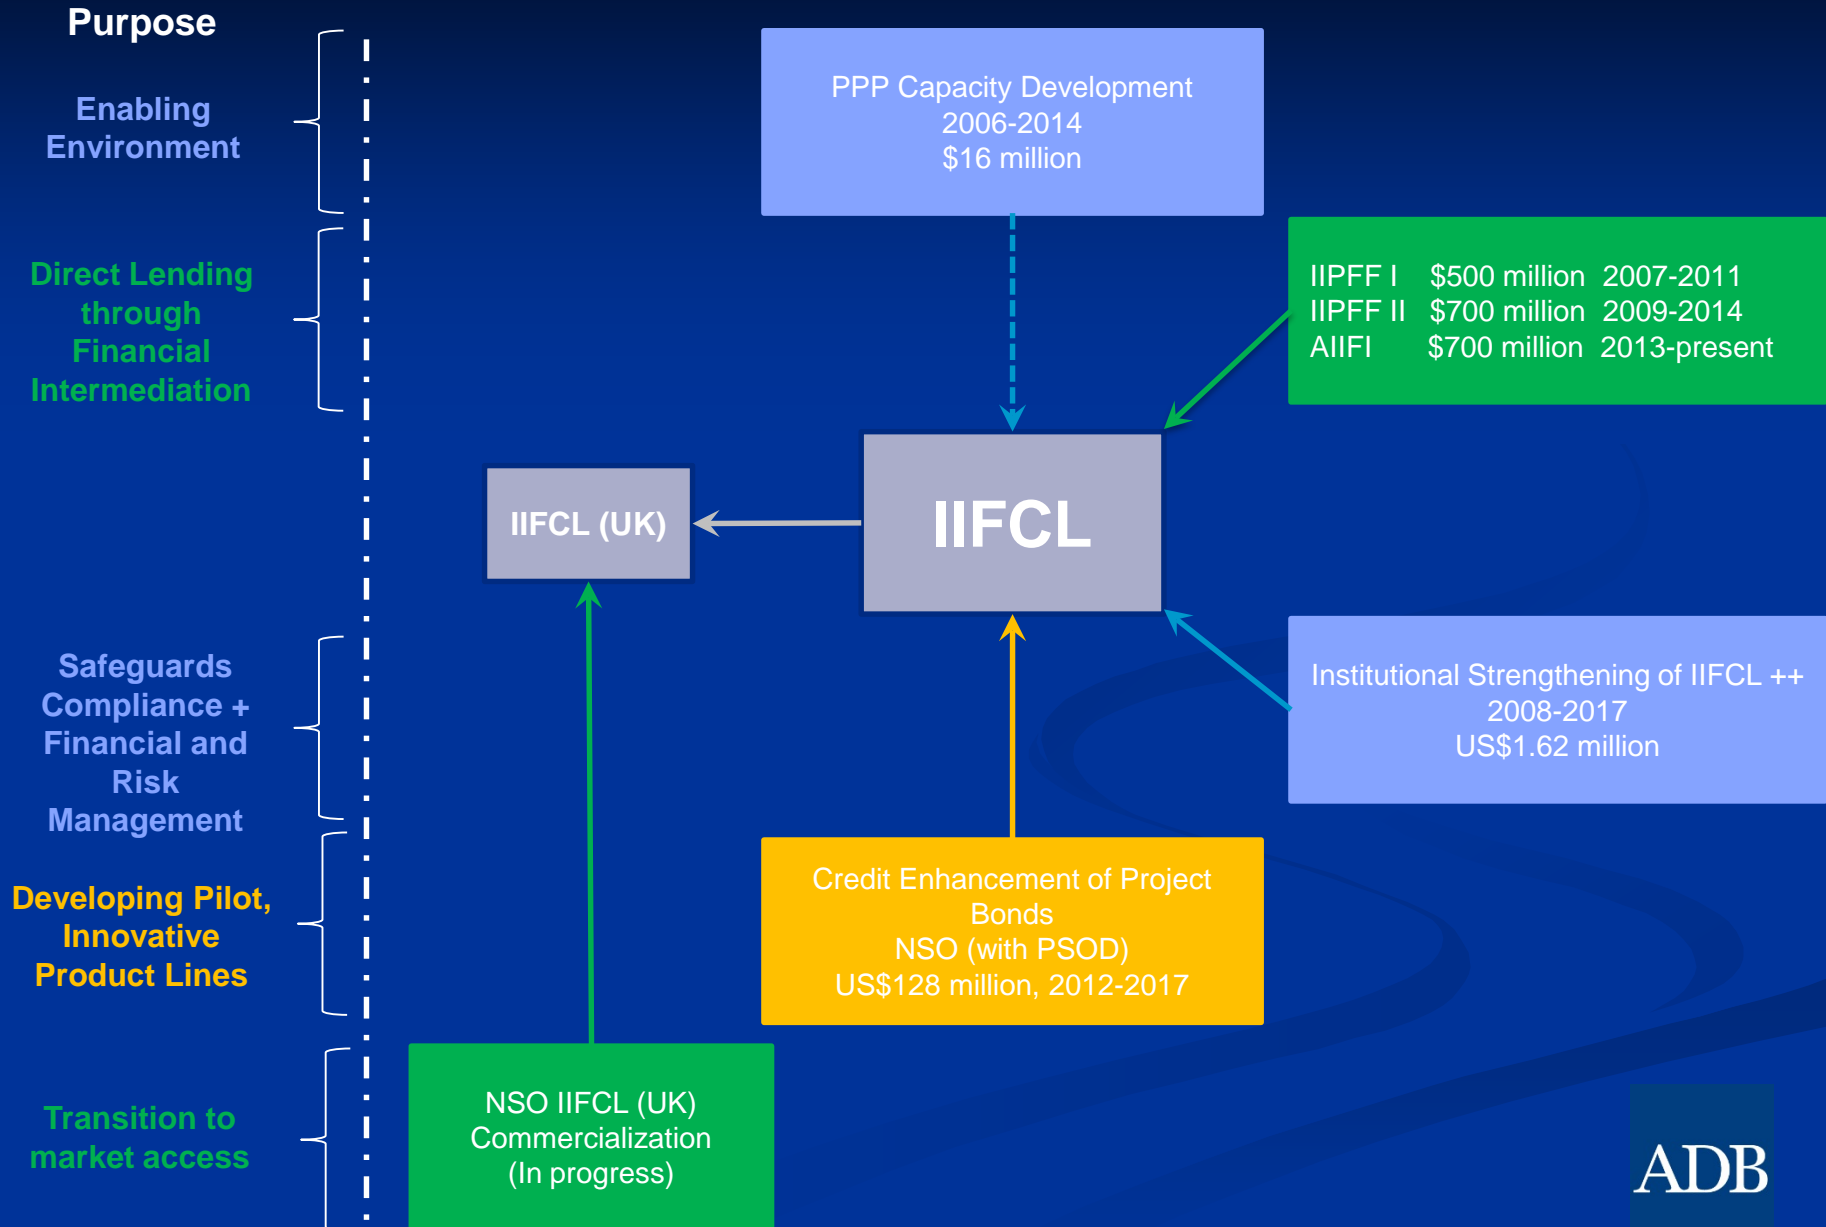 Purpose
Enabling
Environment
PPP Capacity Development
2006-2014
$16 million
Direct Lending
through
Financial
Intermediation
IIPFF I $500 million 2007-2011
IIPFF II $700 million 2009-2014
AIIFI $700 million 2013-present
IIFCL (UK)
IIFCL
Safeguards
Compliance +
Financial and
Risk
Management
Institutional Strengthening of IIFCL ++
2008-2017
US$1.62 million
Developing Pilot,
Innovative
Product Lines
Credit Enhancement of Project
Bonds
NSO (with PSOD)
US$128 million, 2012-2017
Transition to
market access
NSO IIFCL (UK)
Commercialization
(In progress)
ADB